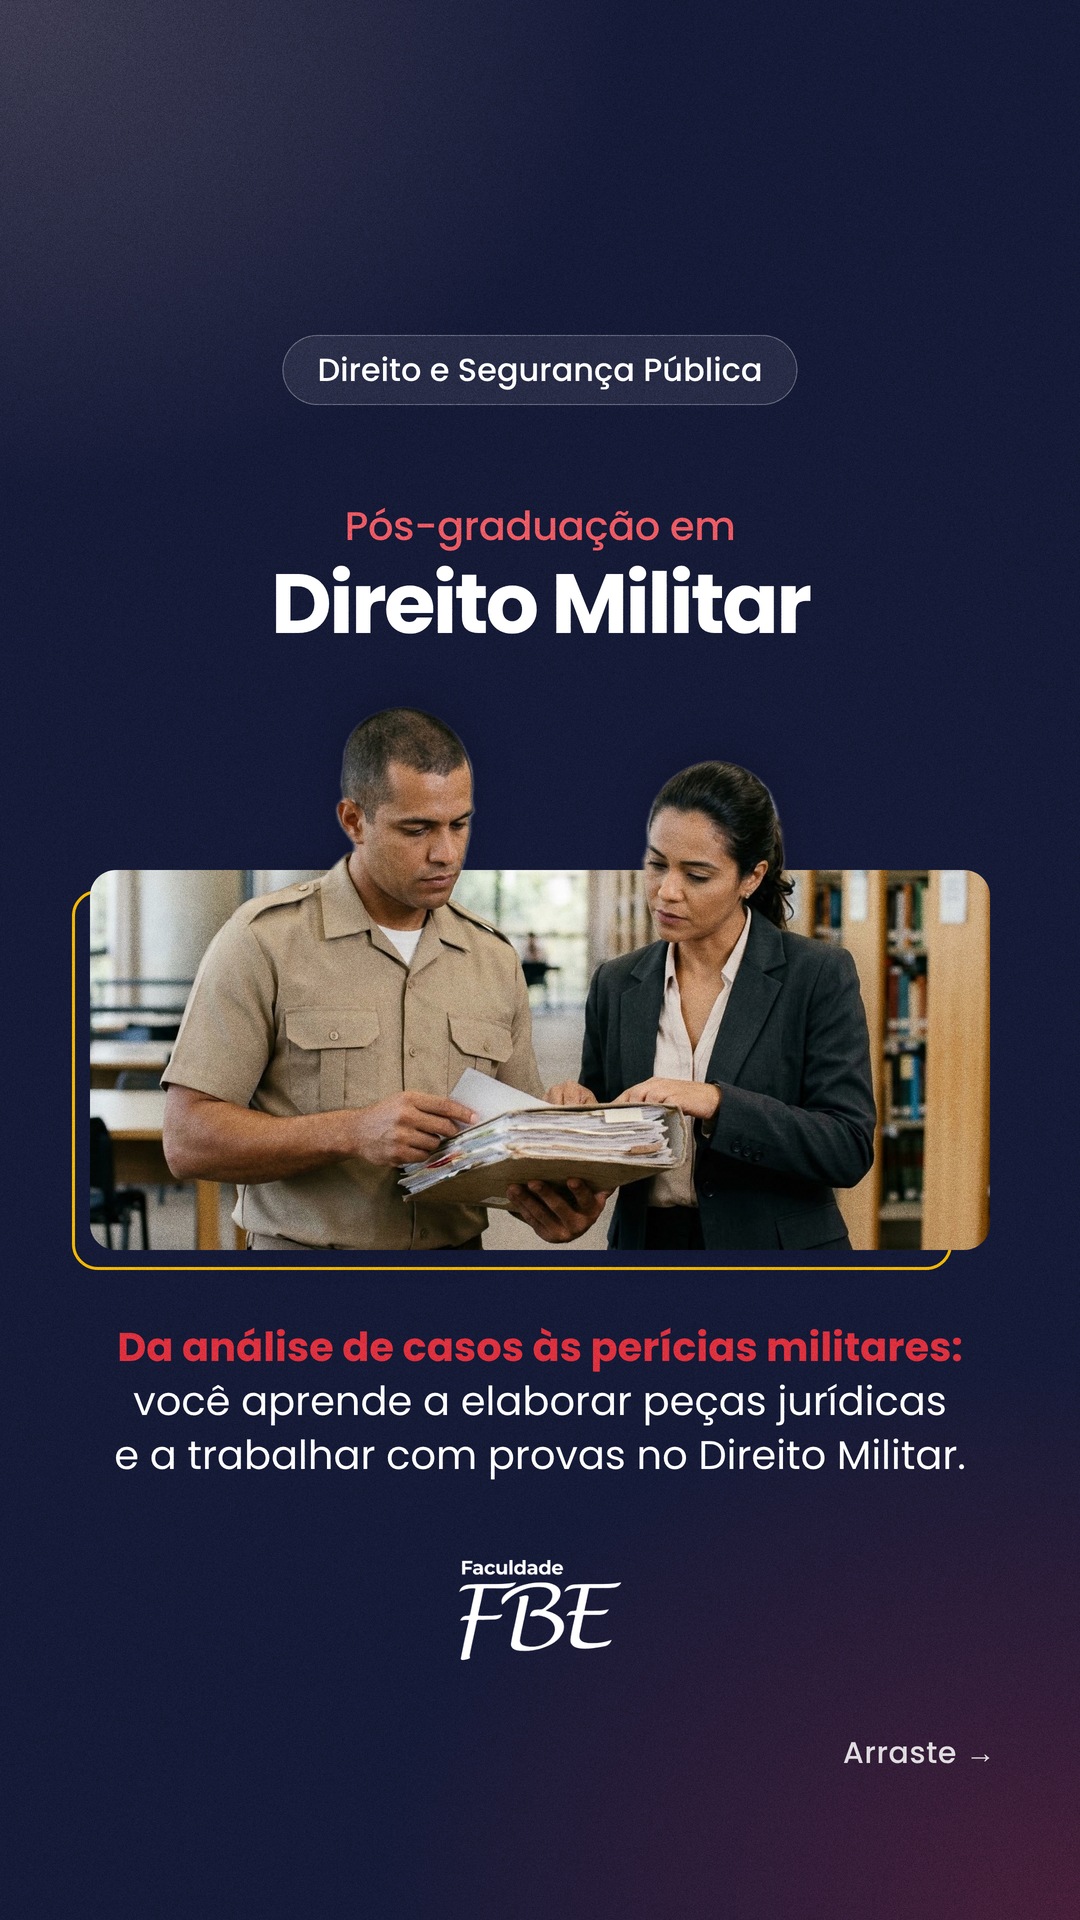 Direito e Segurança Pública
Pós-graduação em
Direito Militar
Da análise de casos às perícias militares:
você aprende a elaborar peças jurídicas
e a trabalhar com provas no Direito Militar.
Faculdade
FBE
Arraste →